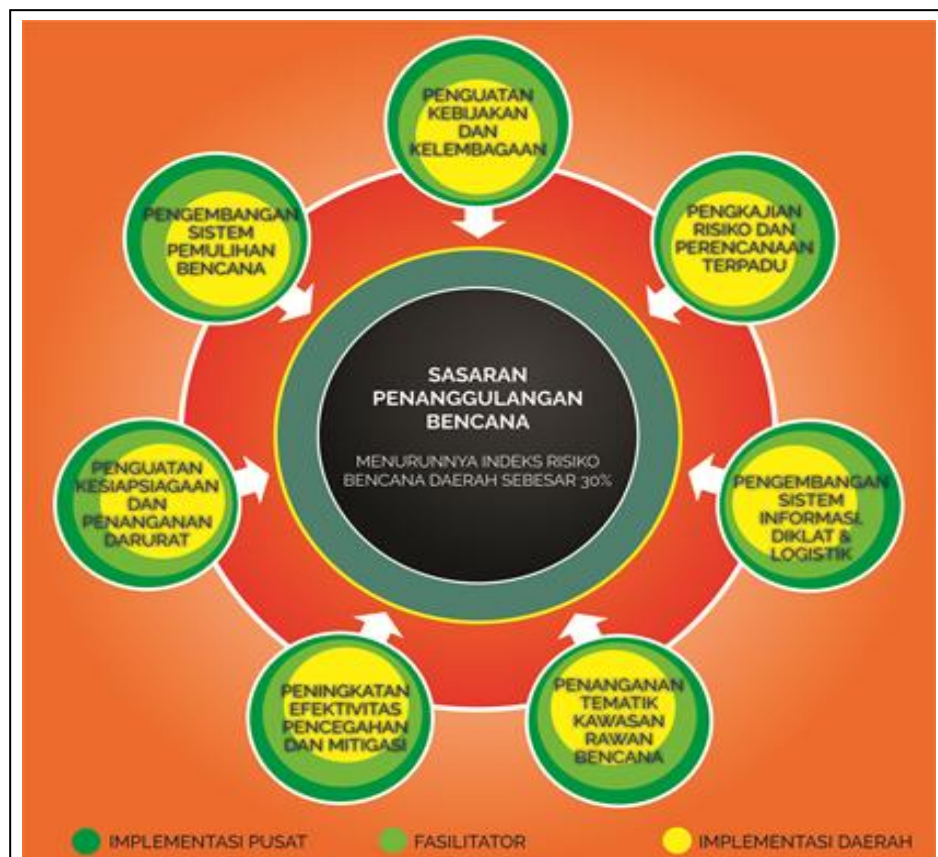 PENGUATAN
KEBIJAKAN
DAN
KELEMBAGAAN
PENGKAJIAN
RISIKO DAN
PERENCANAAN
TERPADU
PENGEMBANGAN
SISTEM
INFORMASI,
DIKLAT &
LOGISTIK
PENANGANAN
TEMATIK
KAWASAN
RAWAN
BENCANA
PENINGKATAN
EFEKTIVITAS
PENCEGAHAN
DAN MITIGASI
PENGUATAN
KESIAPSIAGAAN
DAN
PENANGANAN
DARURAT
PENGEMBANGAN
SISTEM
PEMULIHAN
BENCANA
SASARAN
PENANGGULANGAN
BENCANA
MENURUNNYA INDEKS RISIKO
BENCANA DAERAH SEBESAR 30%
IMPLEMENTASI PUSAT
FASILITATOR
IMPLEMENTASI DAERAH